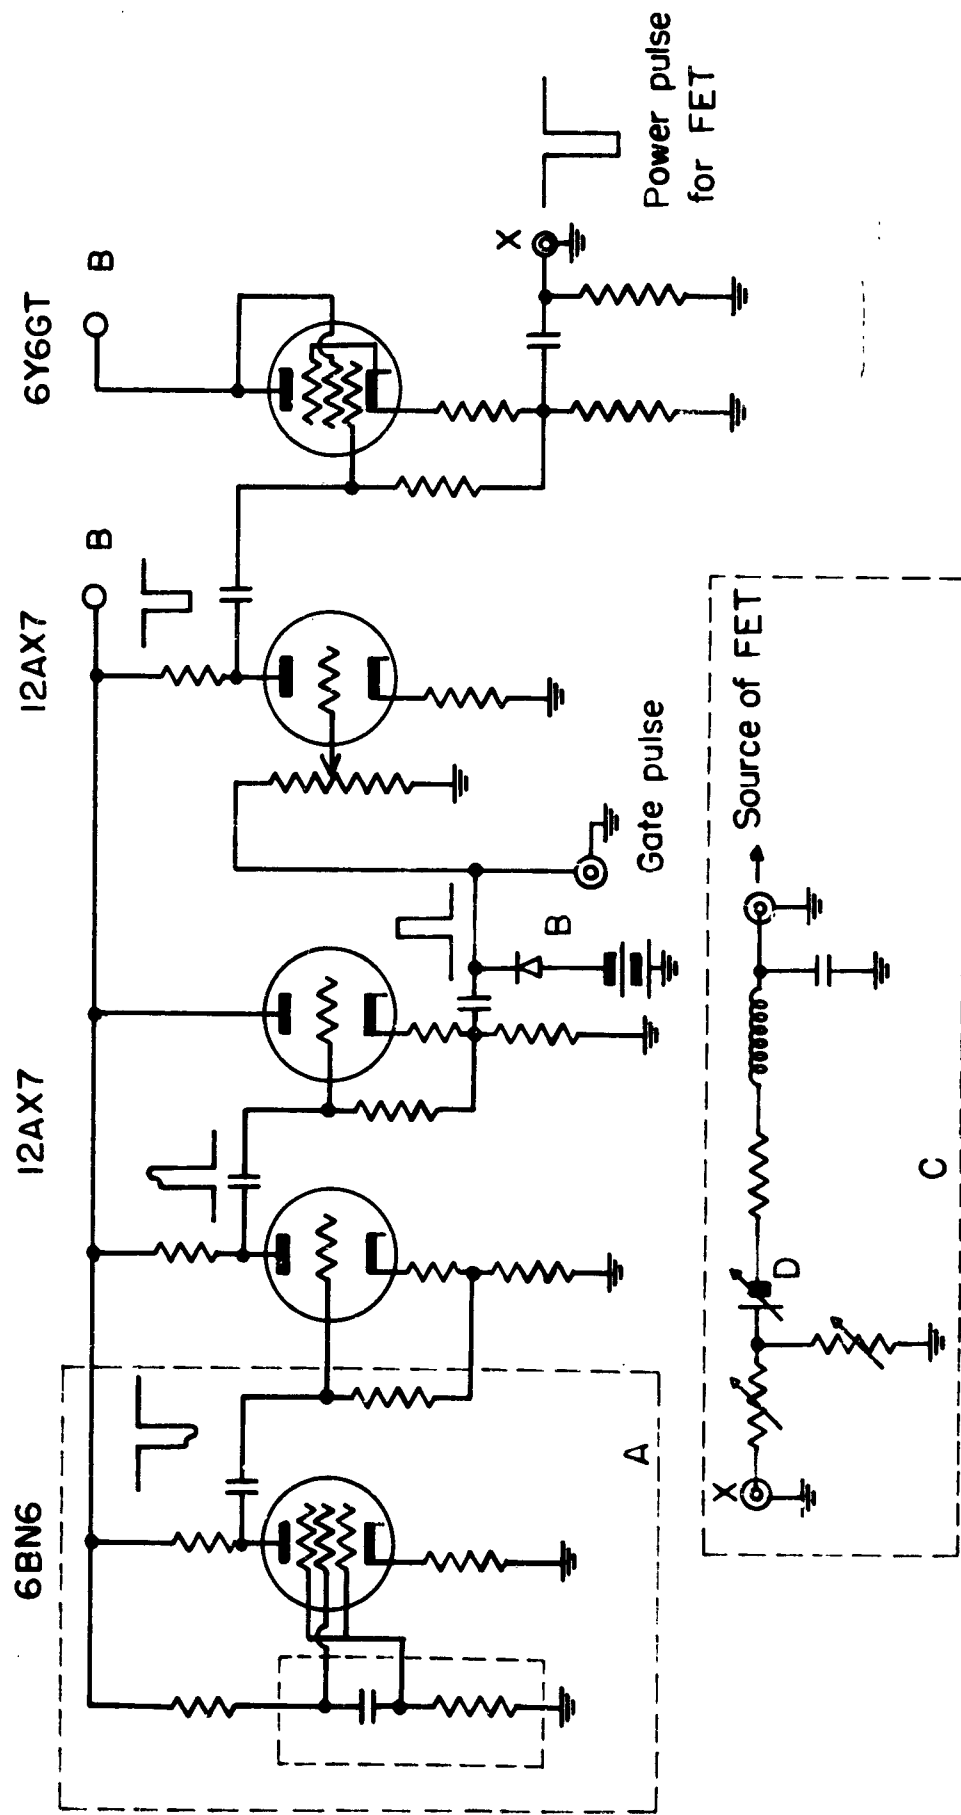 6BN6
12AX7
12AX7
6Y6GT
B
B
A
B
Gate pulse
X
Power pulse
for FET
X
D
C
Source of FET